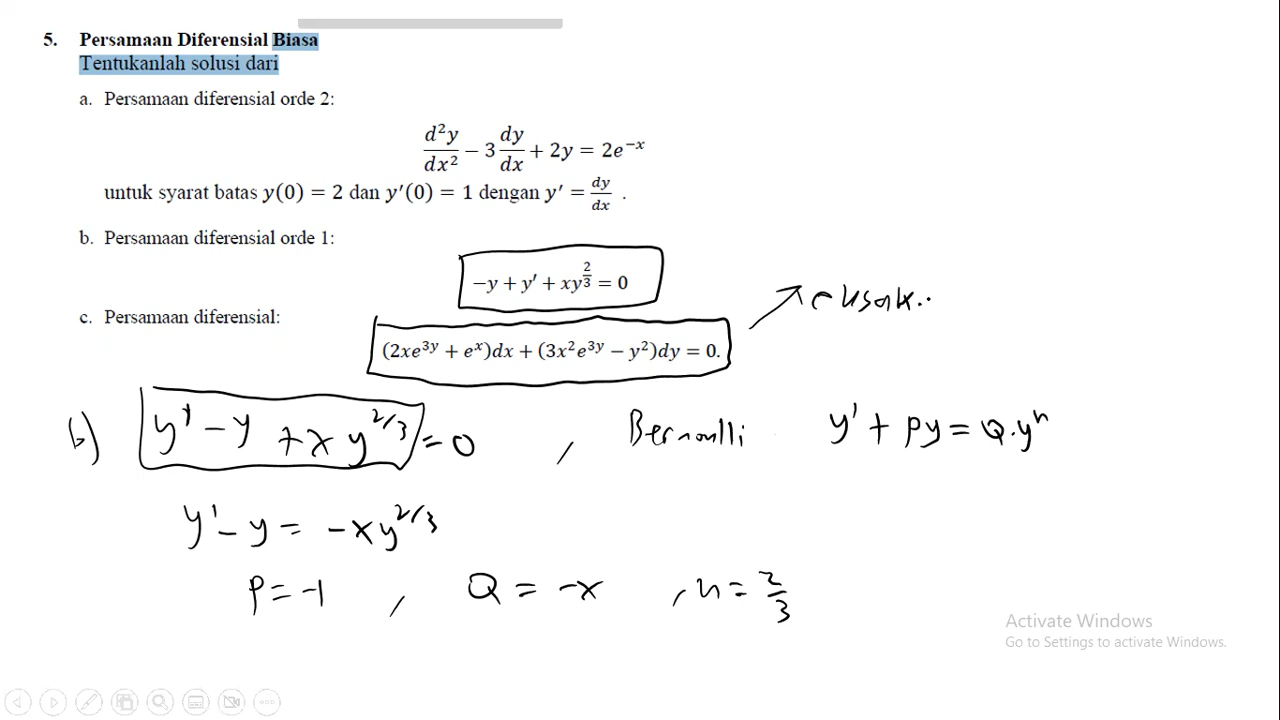 5. Persamaan Diferensial Biasa
Tentukanlah solusi dari
a. Persamaan diferensial orde 2:
d²y/dx² − 3 dy/dx + 2y = 2e⁻ˣ
untuk syarat batas y(0) = 2 dan y′(0) = 1 dengan y′ = dy/dx .
b. Persamaan diferensial orde 1:
−y + y′ + xy^(2/3) = 0
c. Persamaan diferensial:
(2xe^(3y) + e^x)dx + (3x²e^(3y) − y²)dy = 0.
b) y' − y + x y^(2/3) = 0 , Bernoulli y' + py = Q.y^n
y' − y = −xy^(2/3)
P = −1 , Q = −x , n = 2/3
Activate Windows
Go to Settings to activate Windows.